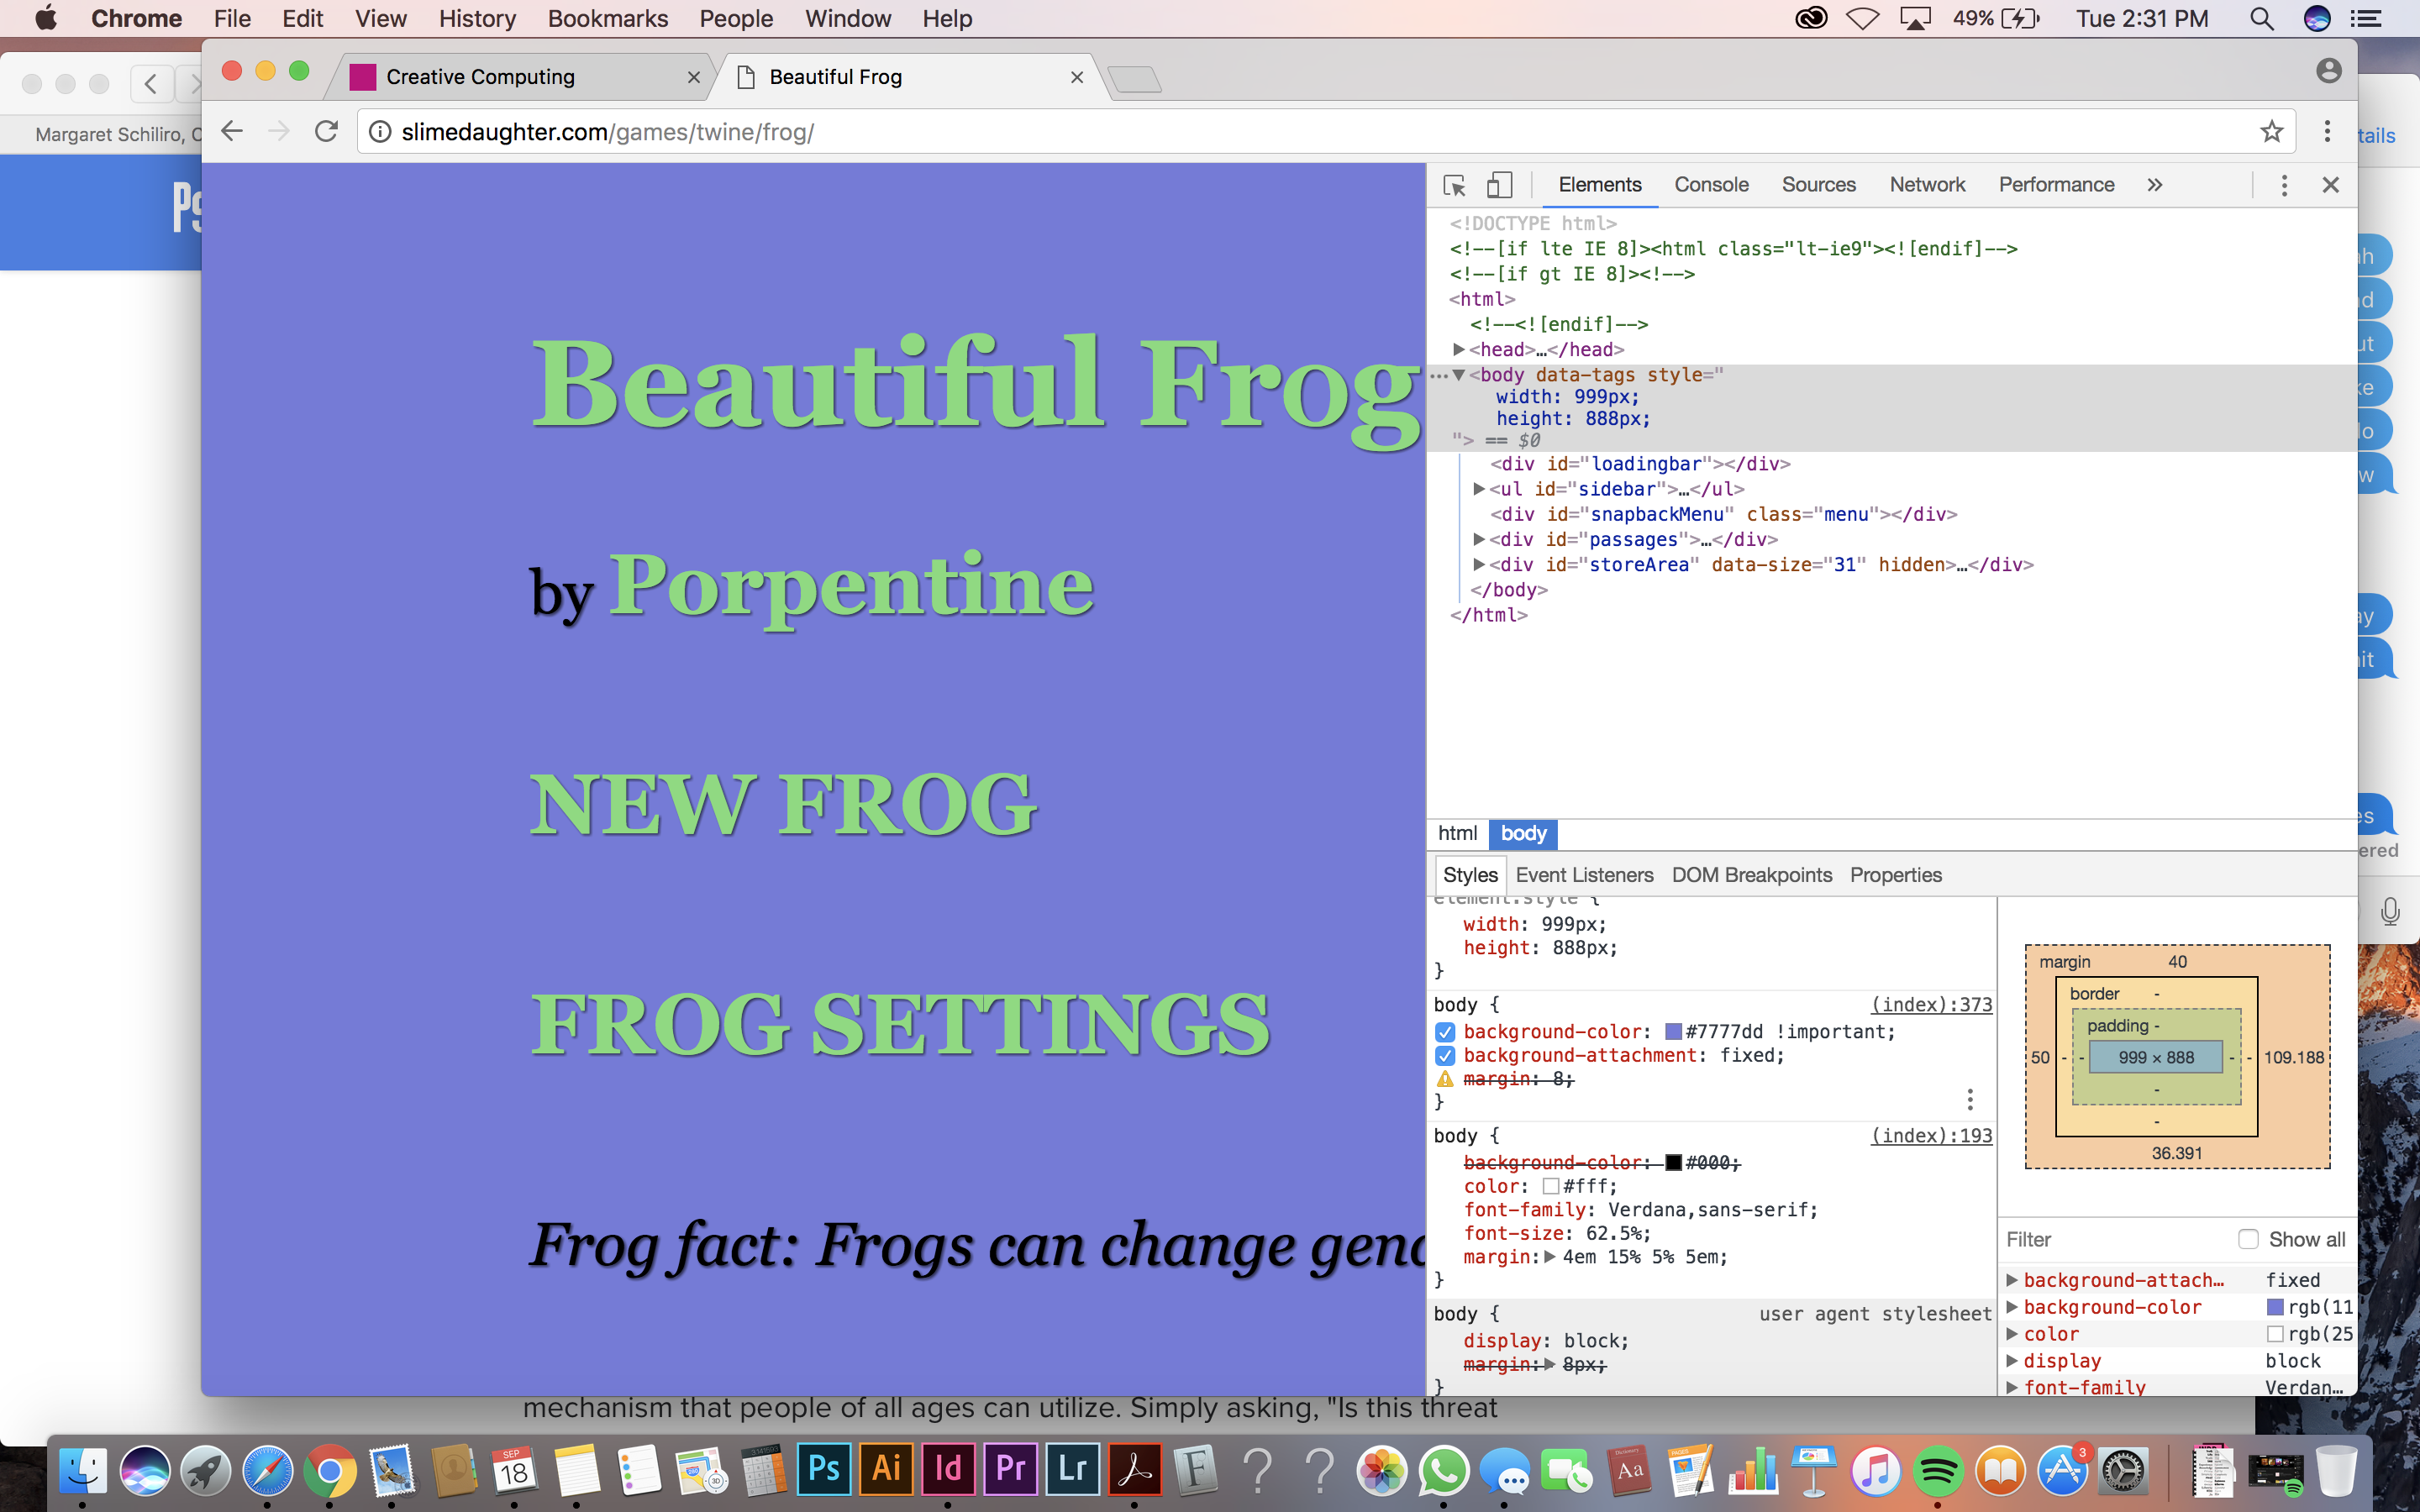 Chrome File Edit View History Bookmarks People Window Help 49% Tue 2:31 PM
Creative Computing
Beautiful Frog
slimedaughter.com/games/twine/frog/
Margaret Schiliro, C
tails
Beautiful Frog
by Porpentine
NEW FROG
FROG SETTINGS
Frog fact: Frogs can change gend
mechanism that people of all ages can utilize. Simply asking, "Is this threat
Elements Console Sources Network Performance »
<!DOCTYPE html>
<!--[if lte IE 8]><html class="lt-ie9"><![endif]-->
<!--[if gt IE 8]><!-->
<html>
<!--<![endif]-->
<head>…</head>
<body data-tags style="
width: 999px;
height: 888px;
"> == $0
<div id="loadingbar"></div>
<ul id="sidebar">…</ul>
<div id="snapbackMenu" class="menu"></div>
<div id="passages">…</div>
<div id="storeArea" data-size="31" hidden>…</div>
</body>
</html>
html body
Styles Event Listeners DOM Breakpoints Properties
element.style {
width: 999px;
height: 888px;
}
body { (index):373
background-color: #7777dd !important;
background-attachment: fixed;
margin: 8;
}
body { (index):193
background-color: #000;
color: #fff;
font-family: Verdana,sans-serif;
font-size: 62.5%;
margin: 4em 15% 5% 5em;
}
body { user agent stylesheet
display: block;
margin: 8px;
}
margin 40
border -
padding -
50 - - 999 × 888 - - 109.188
-
-
36.391
Filter Show all
background-attach… fixed
background-color rgb(11
color rgb(25
display block
font-family Verdan…
ered
SEP
18
Ps Ai Id Pr Lr
F
? ?
Aa
PAGES
3